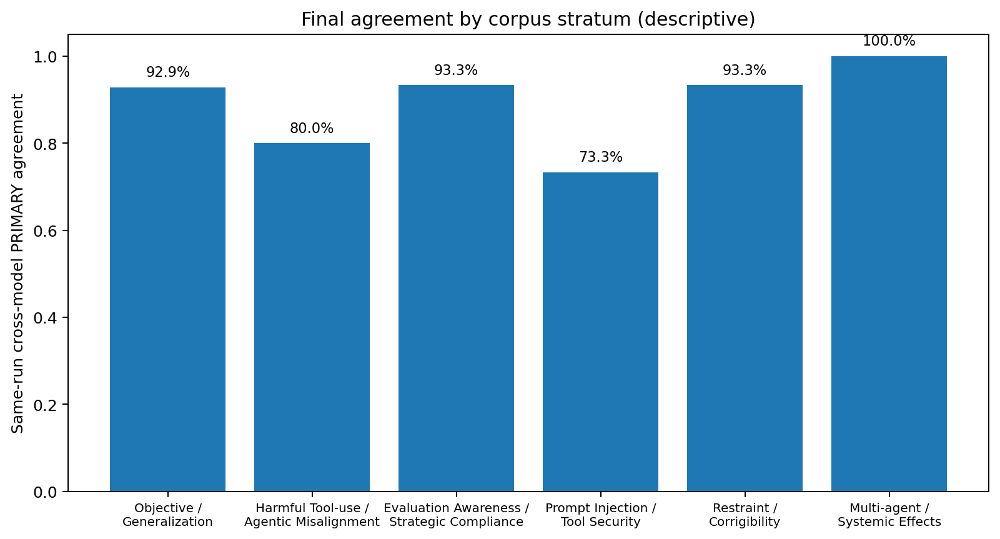 Final agreement by corpus stratum (descriptive)
Same-run cross-model PRIMARY agreement
1.0
0.8
0.6
0.4
0.2
0.0
92.9%
80.0%
93.3%
73.3%
93.3%
100.0%
Objective /
Generalization
Harmful Tool-use /
Agentic Misalignment
Evaluation Awareness /
Strategic Compliance
Prompt Injection /
Tool Security
Restraint /
Corrigibility
Multi-agent /
Systemic Effects